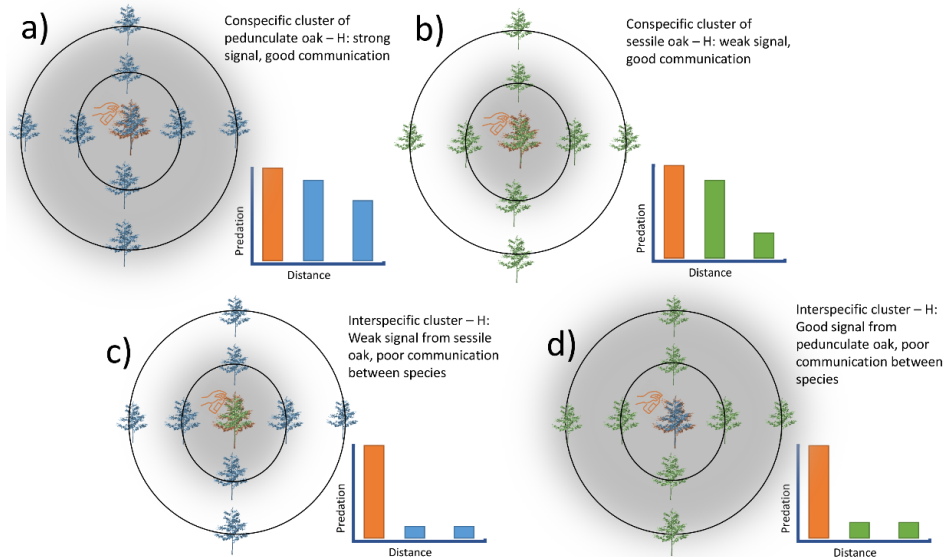 a)
Conspecific cluster of
pedunculate oak – H: strong
signal, good communication
Predation
Distance
b)
Conspecific cluster of
sessile oak – H: weak signal,
good communication
Predation
Distance
c)
Interspecific cluster – H:
Weak signal from sessile
oak, poor communication
between species
Predation
Distance
d)
Interspecific cluster – H:
Good signal from
pedunculate oak, poor
communication between
species
Predation
Distance